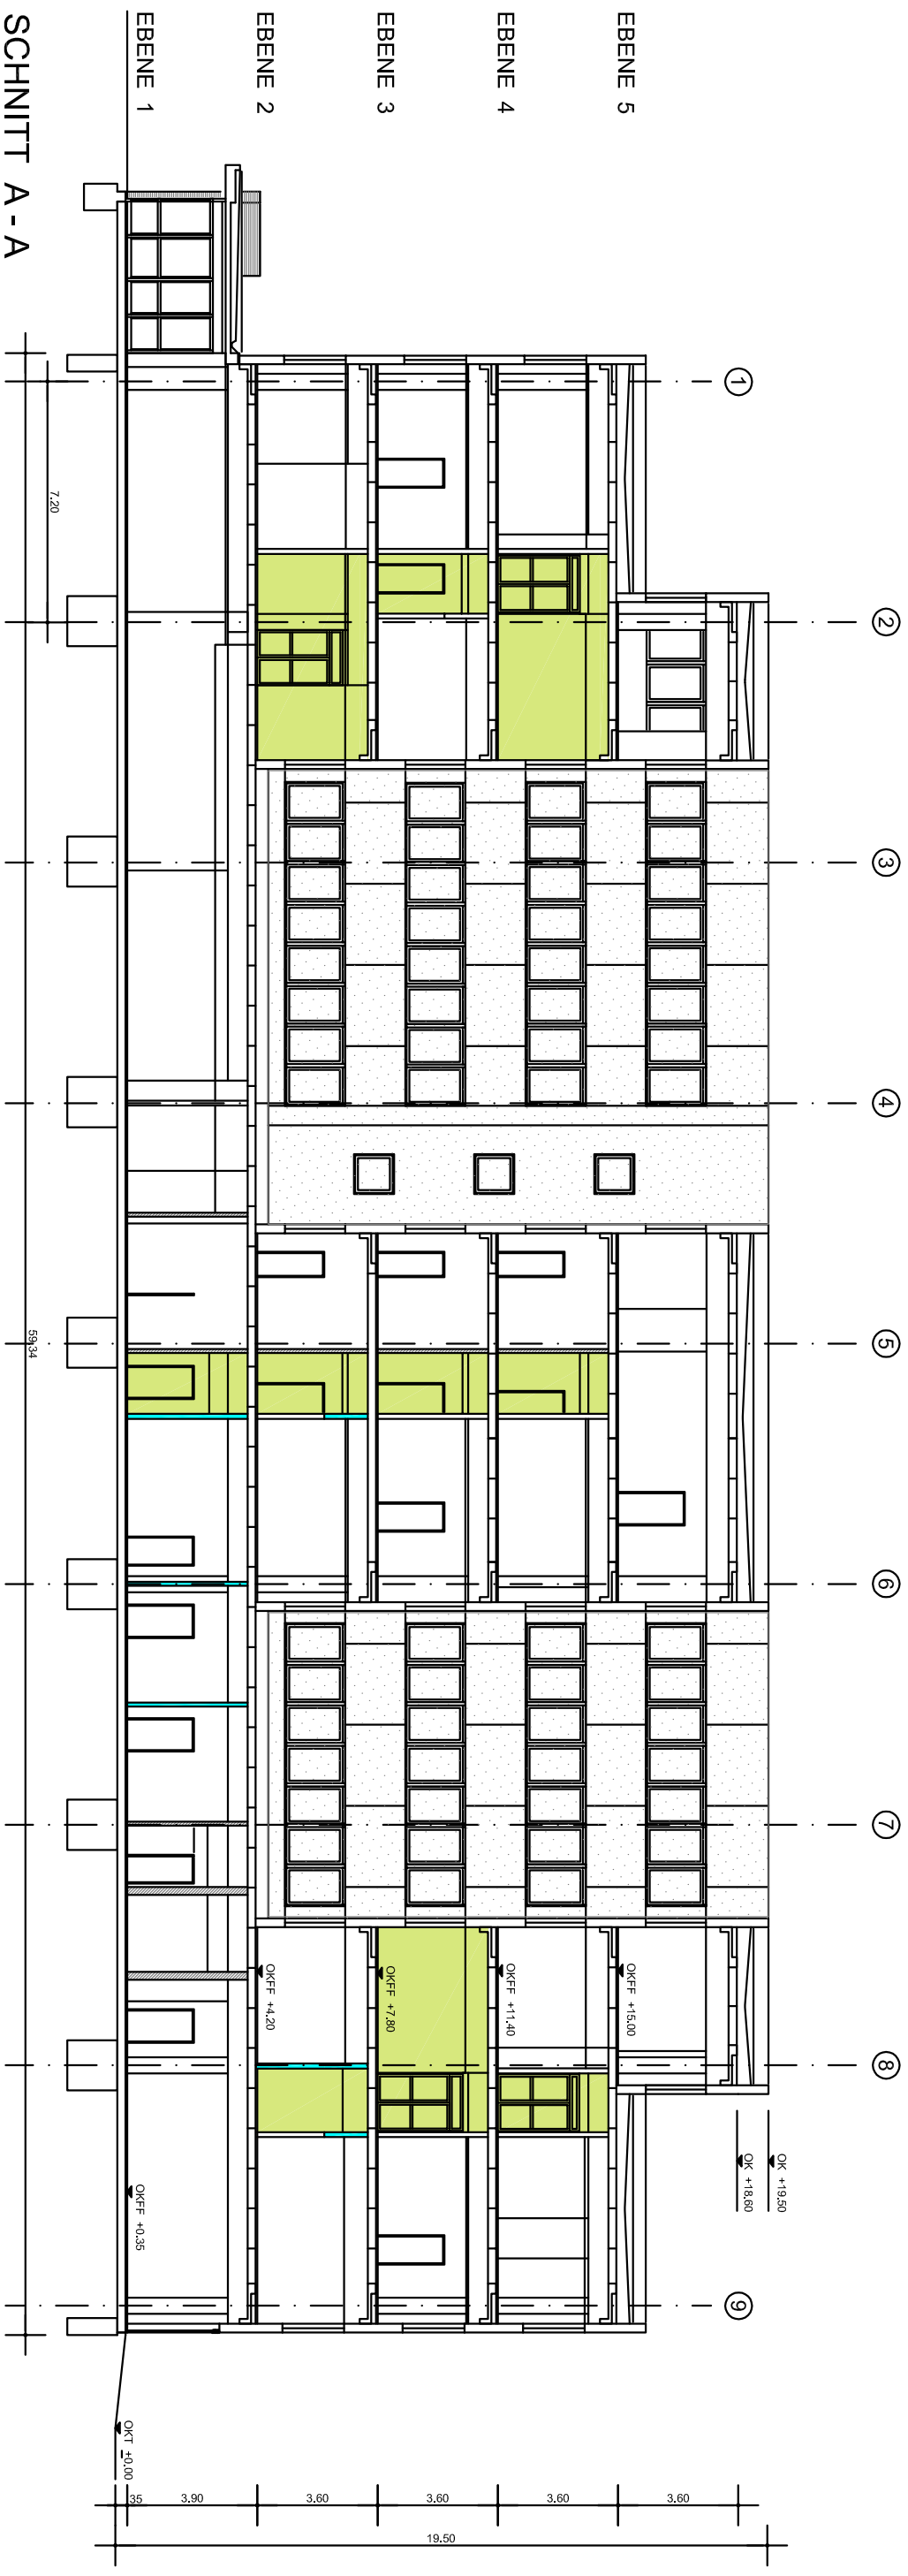 1
2
3
4
5
6
7
8
9
OK +19.50
OK +18.60
EBENE 5
OKFF +15.00
EBENE 4
OKFF +11.40
EBENE 3
OKFF +7.80
EBENE 2
OKFF +4.20
EBENE 1
OKFF +0.35
OKT +0.00
35
3.90
3.60
3.60
3.60
3.60
19.50
7.20
59.34
SCHNITT A-A